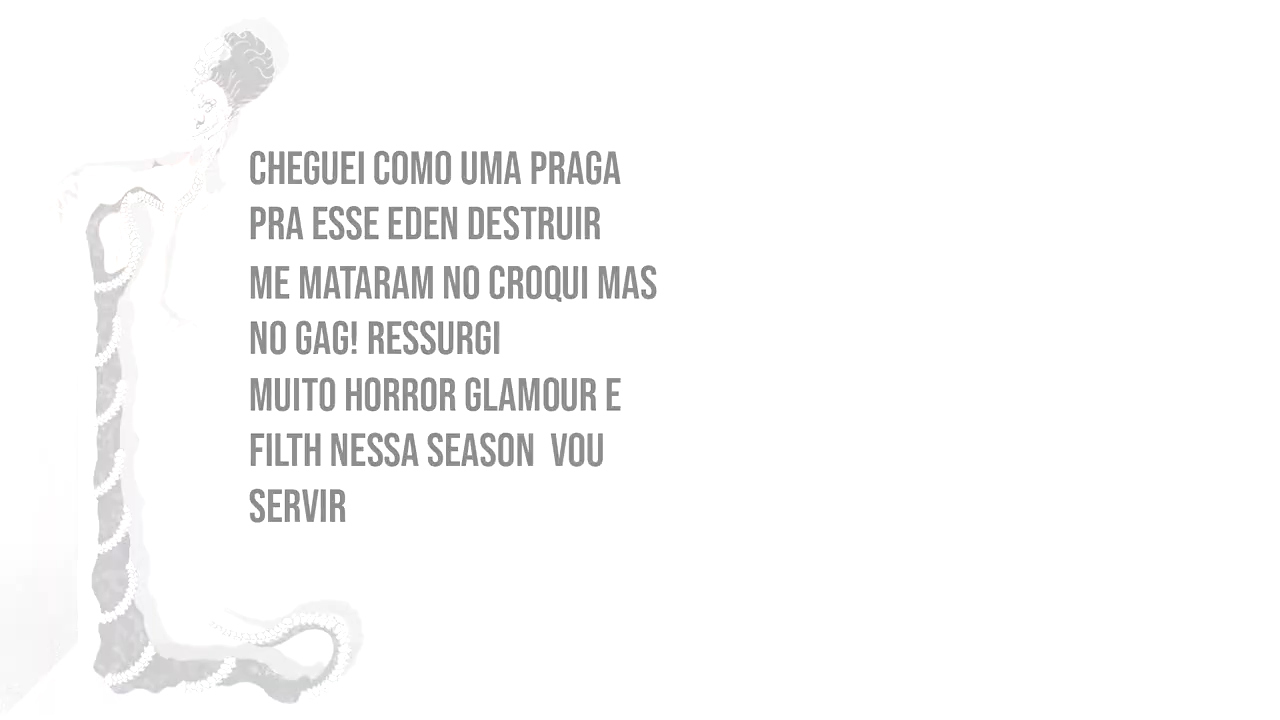 CHEGUEI COMO UMA PRAGA
PRA ESSE EDEN DESTRUIR
ME MATARAM NO CROQUI MAS
NO GAG! RESSURGI
MUITO HORROR GLAMOUR E
FILTH NESSA SEASON  VOU
SERVIR